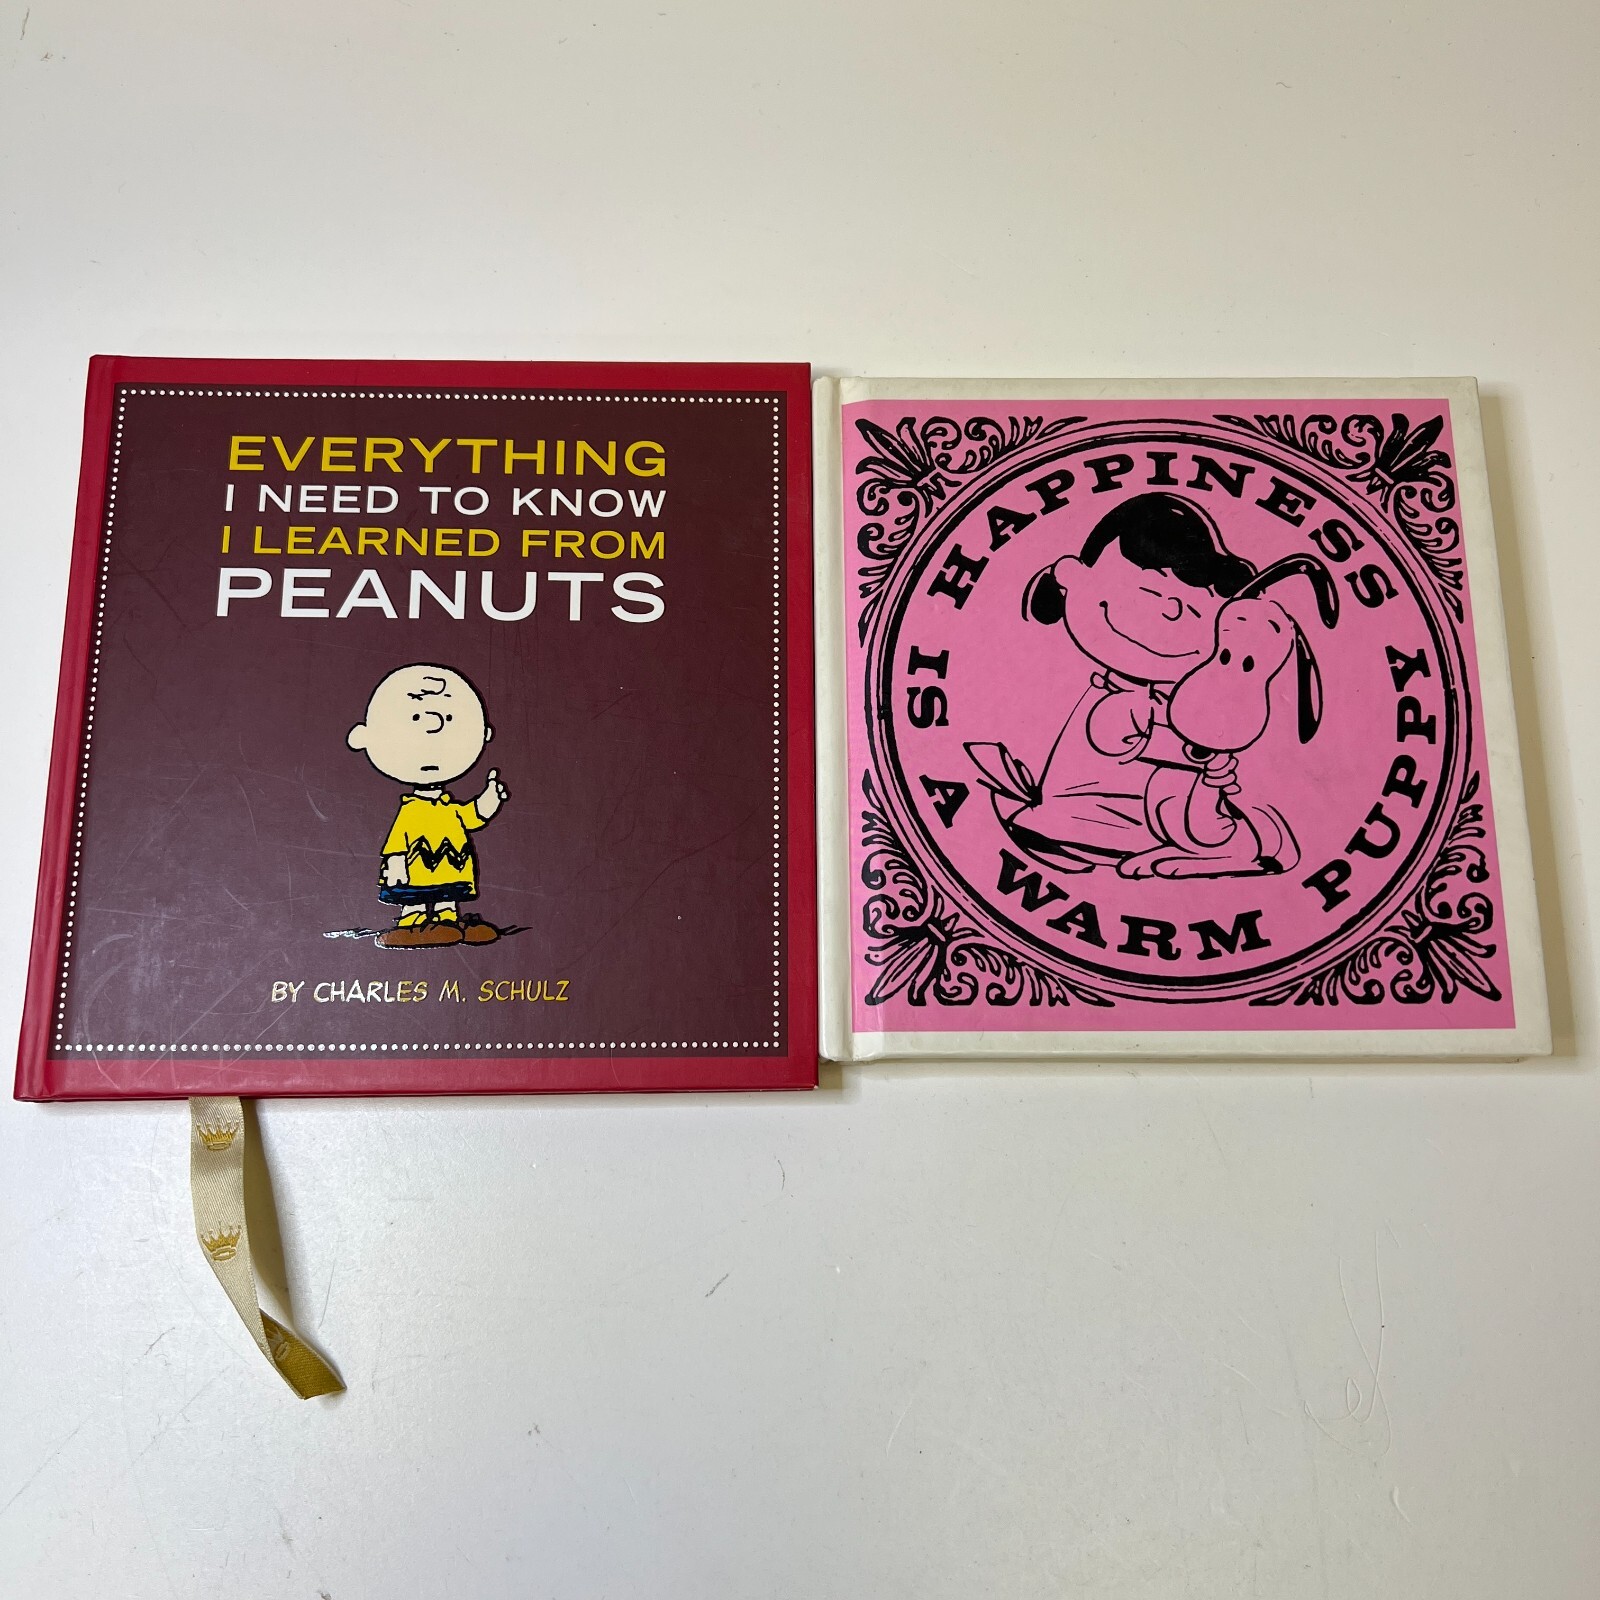 EVERYTHING
I NEED TO KNOW
I LEARNED FROM
PEANUTS
BY CHARLES M. SCHULZ
HAPPINESS IS A WARM PUPPY